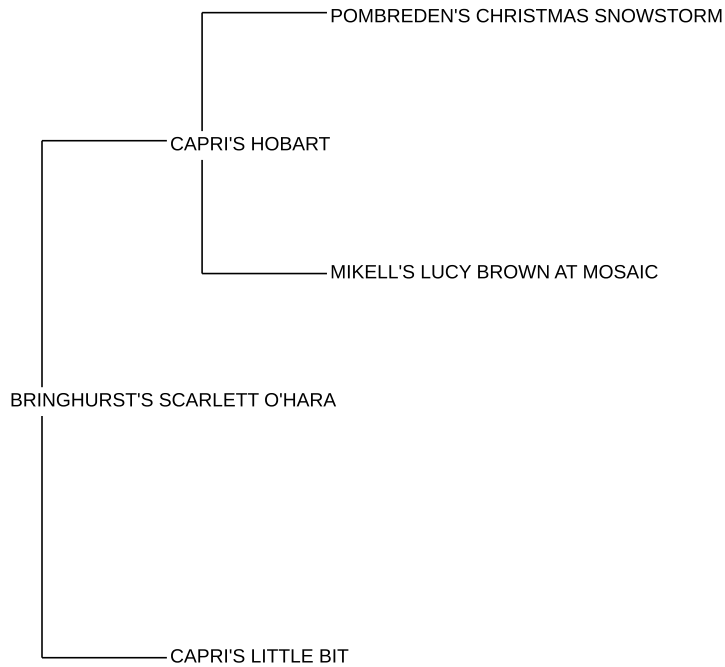 POMBREDEN'S CHRISTMAS SNOWSTORM
CAPRI'S HOBART
MIKELL'S LUCY BROWN AT MOSAIC
BRINGHURST'S SCARLETT O'HARA
CAPRI'S LITTLE BIT